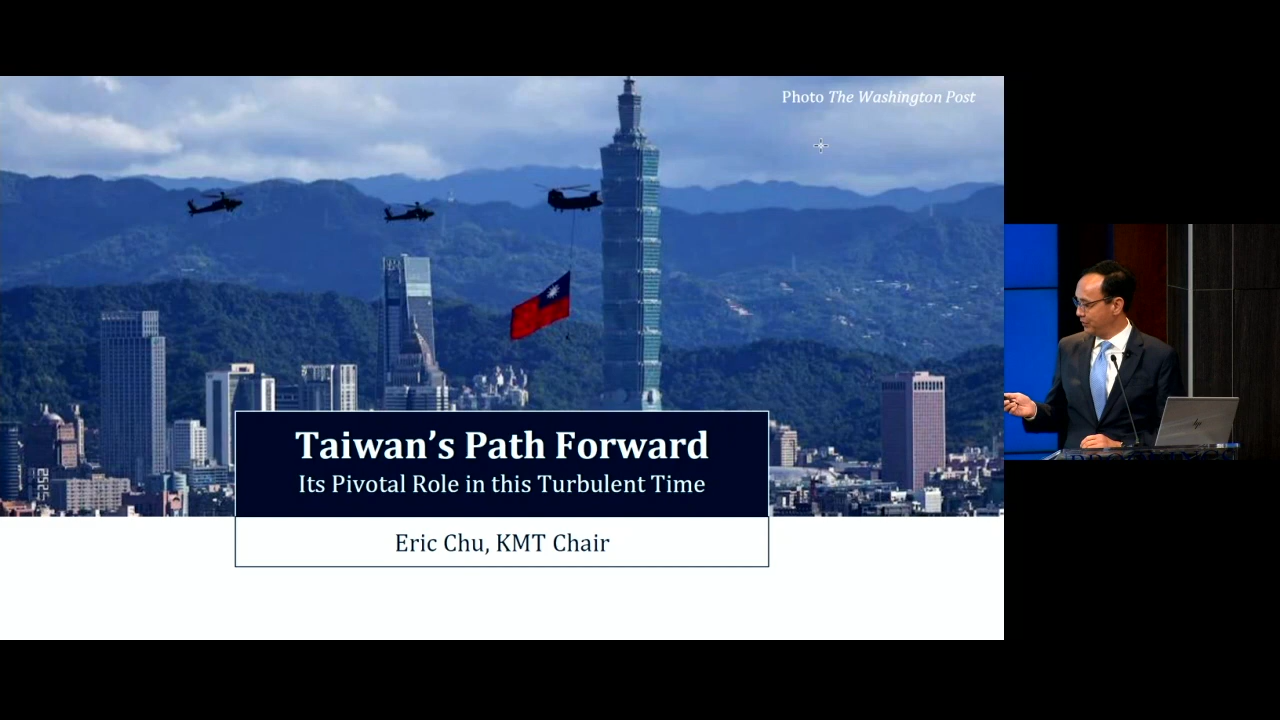 Photo The Washington Post
Taiwan's Path Forward
Its Pivotal Role in this Turbulent Time
Eric Chu, KMT Chair